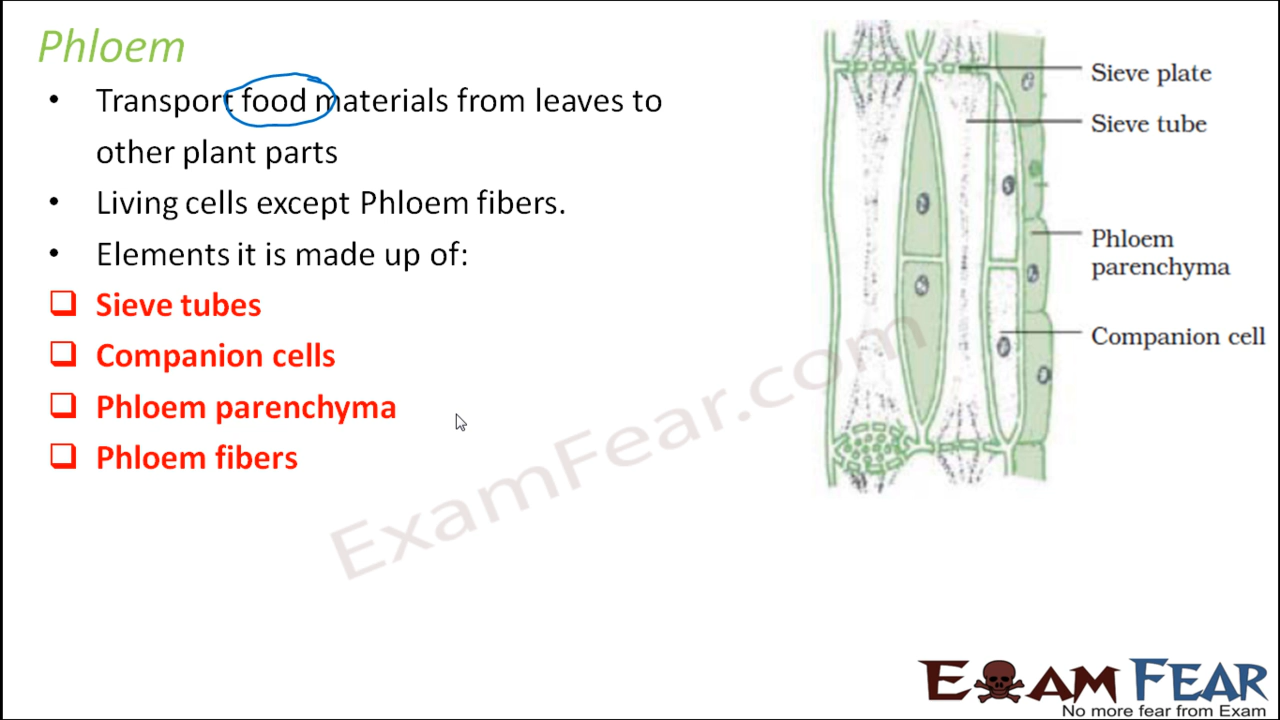 Phloem
• Transport food materials from leaves to
other plant parts
• Living cells except Phloem fibers.
• Elements it is made up of:
❑ Sieve tubes
❑ Companion cells
❑ Phloem parenchyma
❑ Phloem fibers
Sieve plate
Sieve tube
Phloem
parenchyma
Companion cell
ExamFear.com
EXAM FEAR
No more fear from Exam